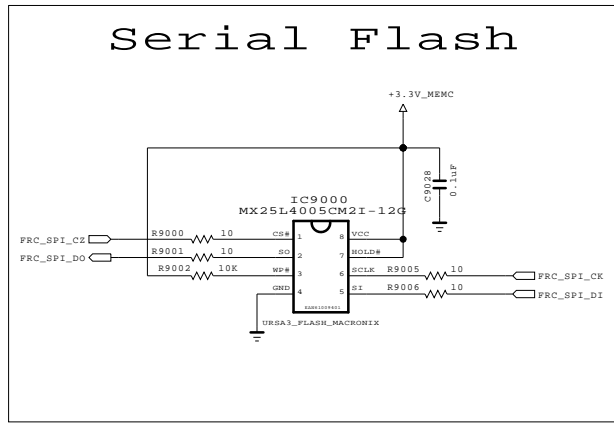 Serial Flash
+3.3V_MEMC
C9028
0.1uF
IC9000
MX25L4005CM2I-12G
FRC_SPI_CZ
R9000
10
CS#
1
8
VCC
FRC_SPI_DO
R9001
10
SO
2
7
HOLD#
R9002
10K
WP#
3
6
SCLK
R9005
10
FRC_SPI_CK
GND
4
5
SI
R9006
10
FRC_SPI_DI
URSA3_FLASH_MACRONIX